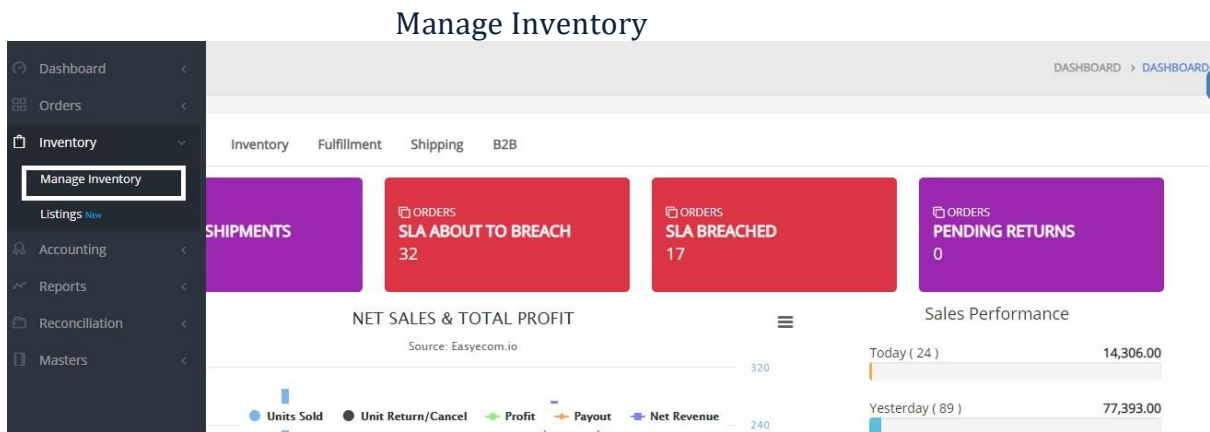 Manage Inventory
Dashboard
Orders
Inventory
Manage Inventory
Listings New
Accounting
Reports
Reconciliation
Masters
DASHBOARD > DASHBOARD
Inventory Fulfillment Shipping B2B
SHIPMENTS
ORDERS
SLA ABOUT TO BREACH
32
ORDERS
SLA BREACHED
17
ORDERS
PENDING RETURNS
0
NET SALES & TOTAL PROFIT
Source: Easyecom.io
320
Units Sold Unit Return/Cancel Profit Payout Net Revenue
240
Sales Performance
Today ( 24 ) 14,306.00
Yesterday ( 89 ) 77,393.00